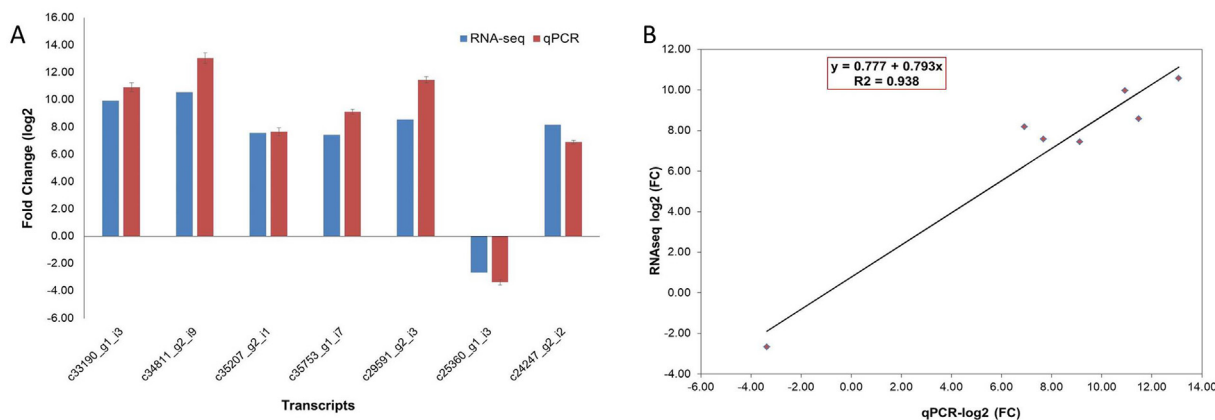 A
RNA-seq qPCR
Fold Change (log2
16.00
14.00
12.00
10.00
8.00
6.00
4.00
2.00
0.00
-2.00
-4.00
-6.00
c33190_g1_i3
c34811_g2_i9
c35207_g2_i1
c35753_g1_i7
c29591_g2_i3
c25360_g1_i3
c24247_g2_i2
Transcripts
B
y = 0.777 + 0.793x
R2 = 0.938
RNAseq log2 (FC)
12.00
10.00
8.00
6.00
4.00
2.00
0.00
-2.00
-4.00
-6.00 -4.00 -2.00 0.00 2.00 4.00 6.00 8.00 10.00 12.00 14.00
qPCR-log2 (FC)